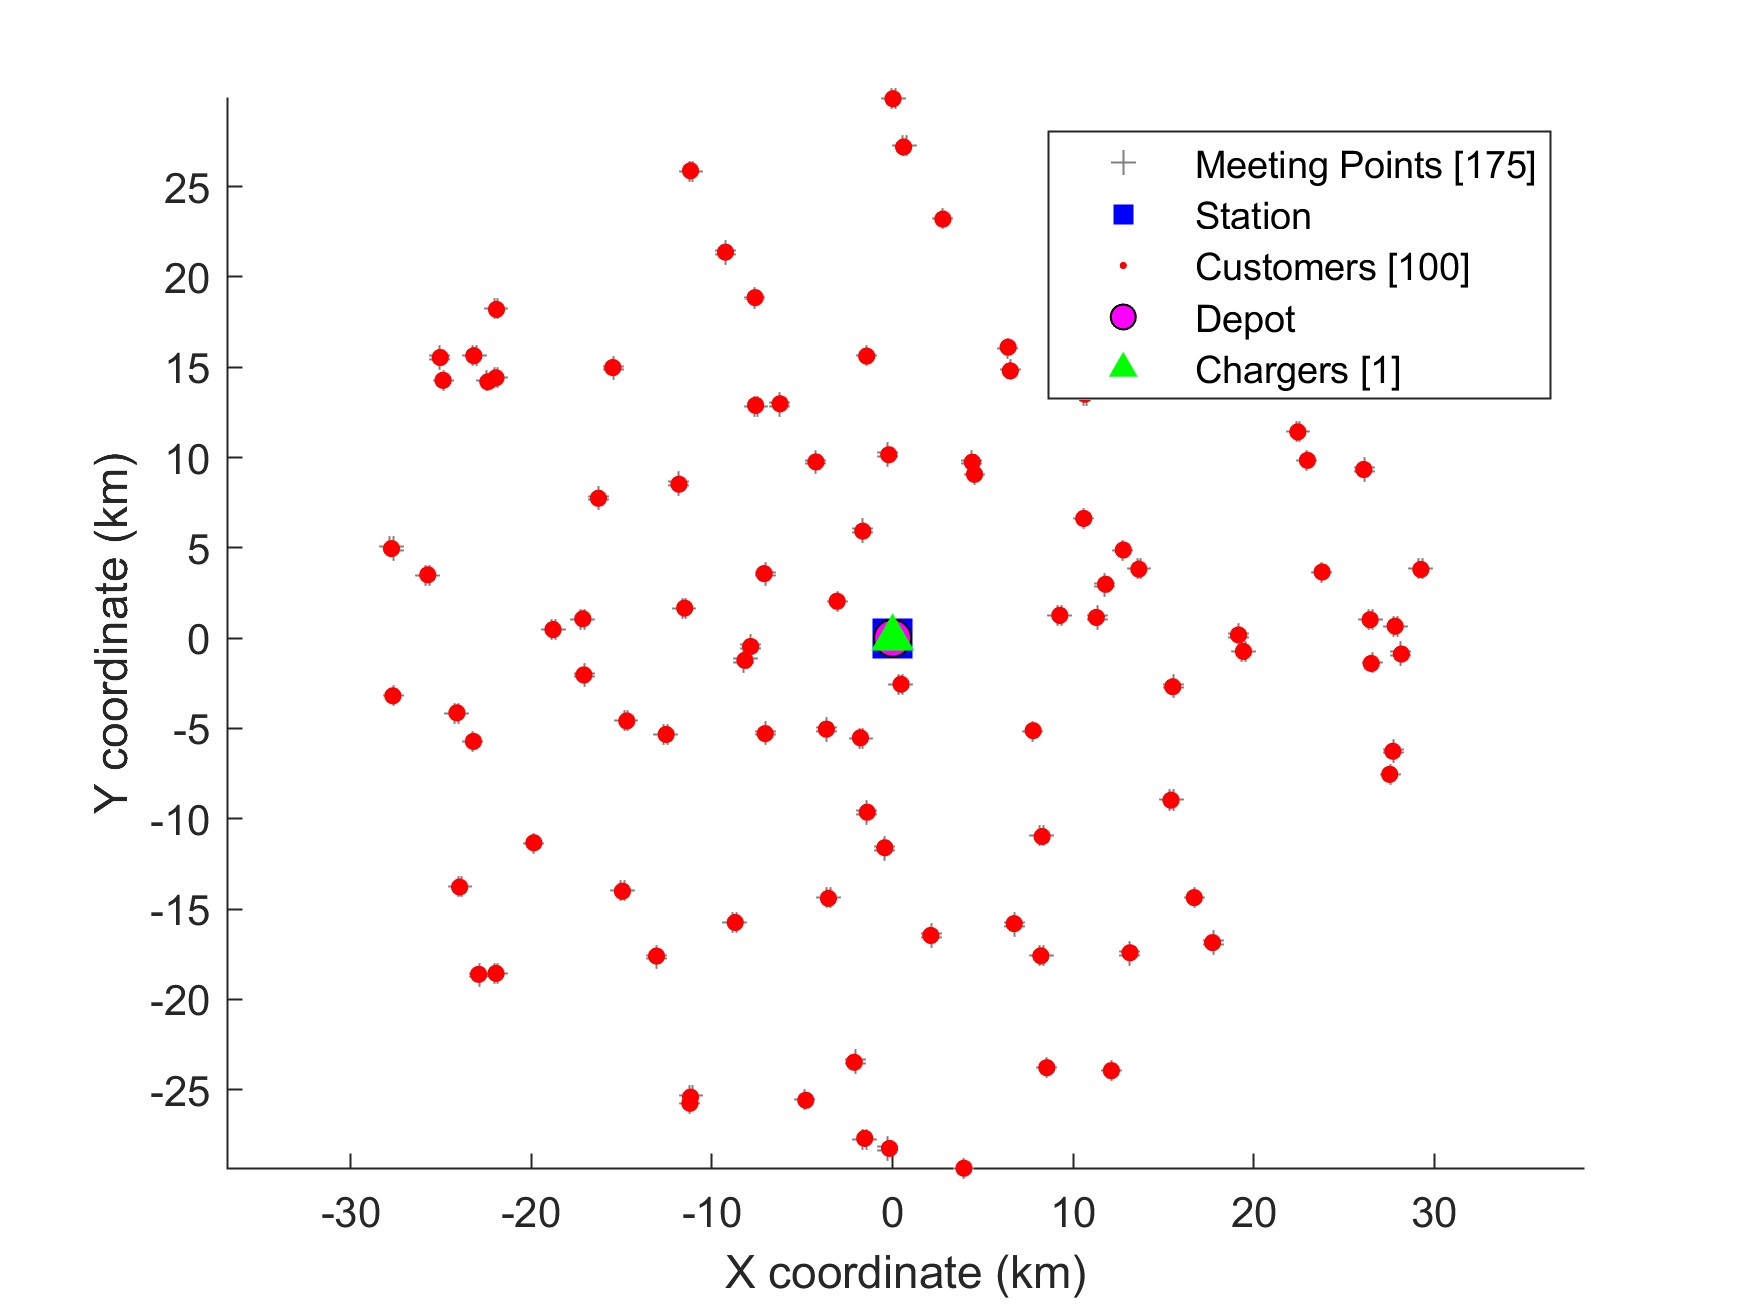 Meeting Points [175]
Station
Customers [100]
Depot
Chargers [1]
25
20
15
10
5
0
-5
-10
-15
-20
-25
Y coordinate (km)
-30 -20 -10 0 10 20 30
X coordinate (km)